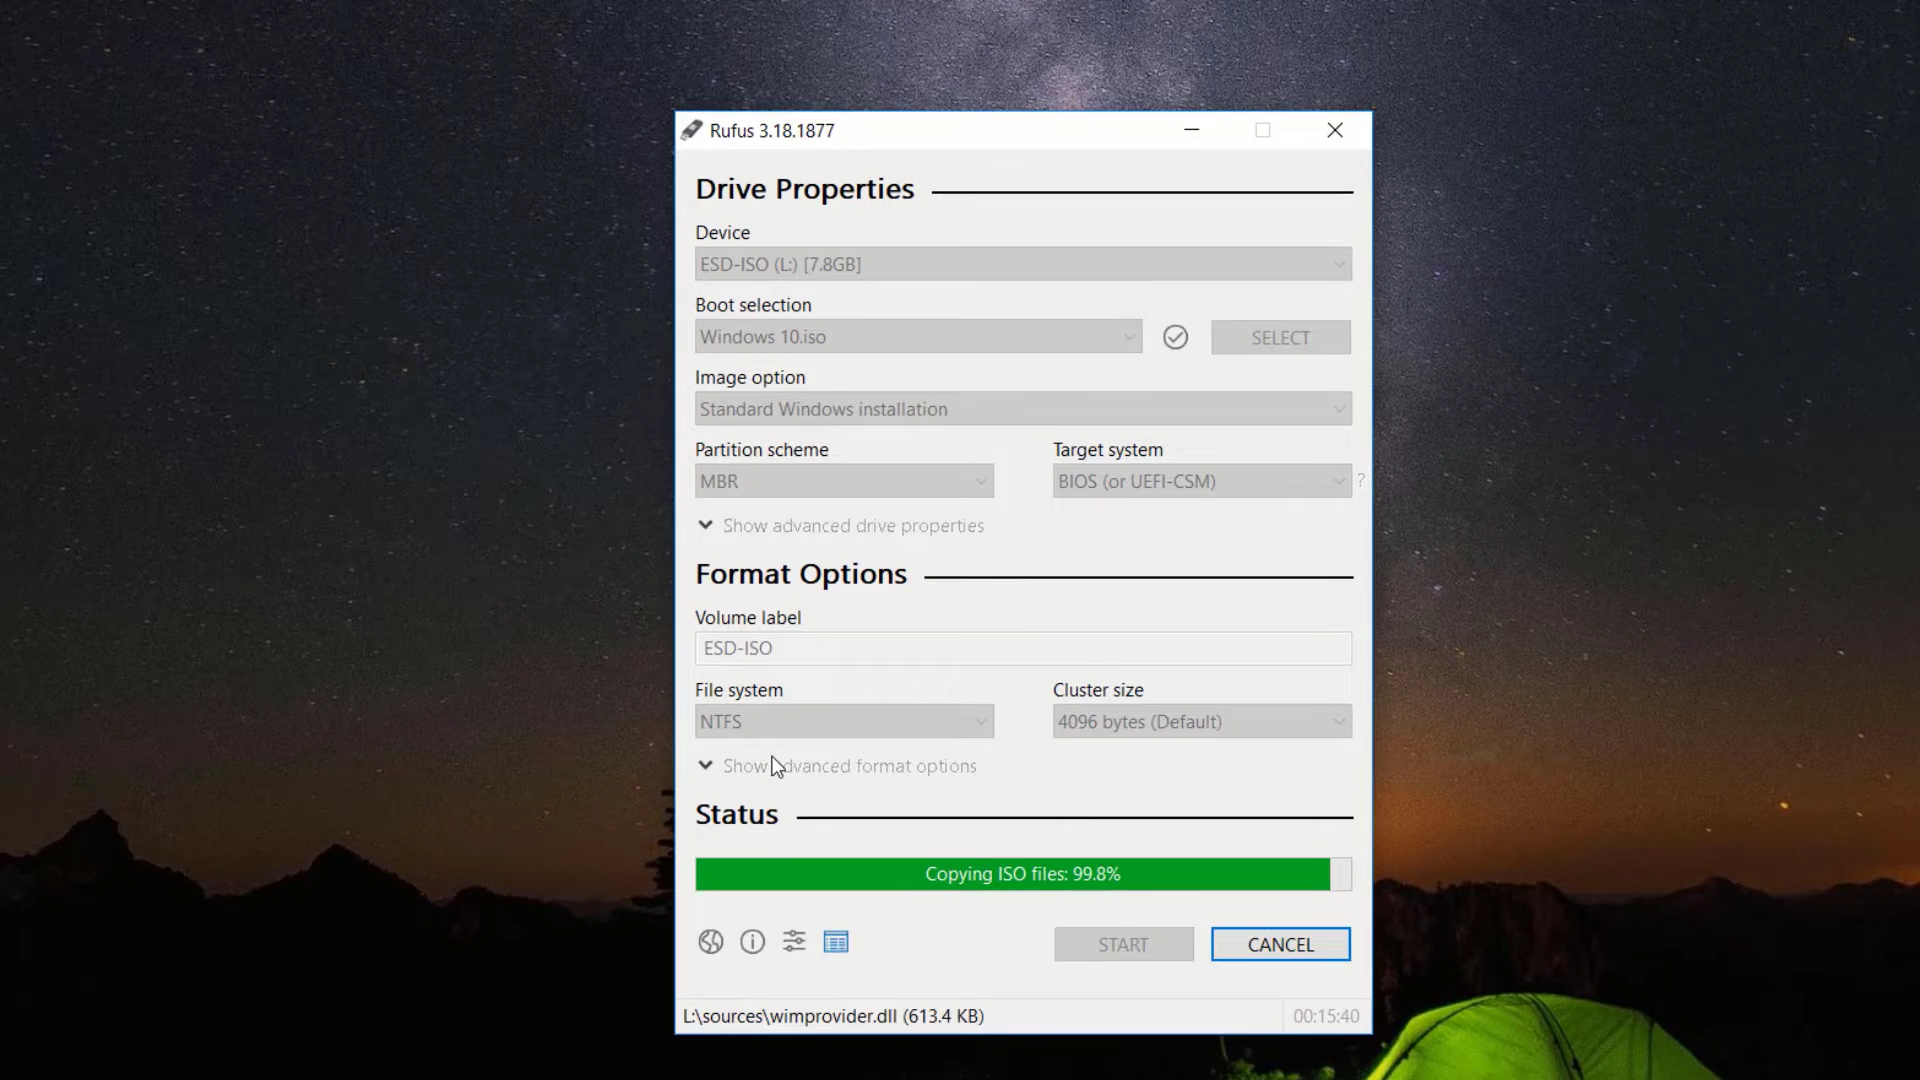 Rufus 3.18.1877
Drive Properties
Device
ESD-ISO (L:) [7.8GB]
Boot selection
Windows 10.iso
SELECT
Image option
Standard Windows installation
Partition scheme
Target system
MBR
BIOS (or UEFI-CSM)
?
Show advanced drive properties
Format Options
Volume label
ESD-ISO
File system
Cluster size
NTFS
4096 bytes (Default)
Show advanced format options
Status
Copying ISO files: 99.8%
START
CANCEL
L:\sources\wimprovider.dll (613.4 KB)
00:15:40